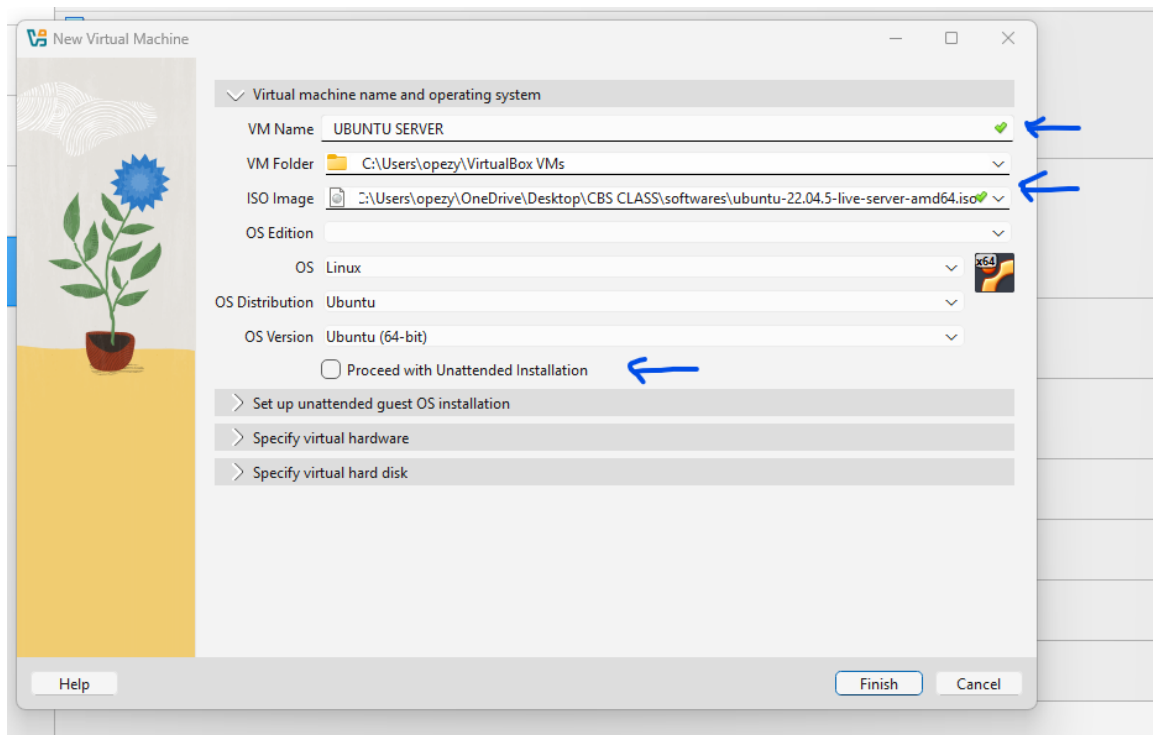 New Virtual Machine
Virtual machine name and operating system
VM Name UBUNTU SERVER
VM Folder C:\Users\opezy\VirtualBox VMs
ISO Image :\Users\opezy\OneDrive\Desktop\CBS CLASS\softwares\ubuntu-22.04.5-live-server-amd64.iso
OS Edition
OS Linux
x64
OS Distribution Ubuntu
OS Version Ubuntu (64-bit)
Proceed with Unattended Installation
Set up unattended guest OS installation
Specify virtual hardware
Specify virtual hard disk
Help Finish Cancel